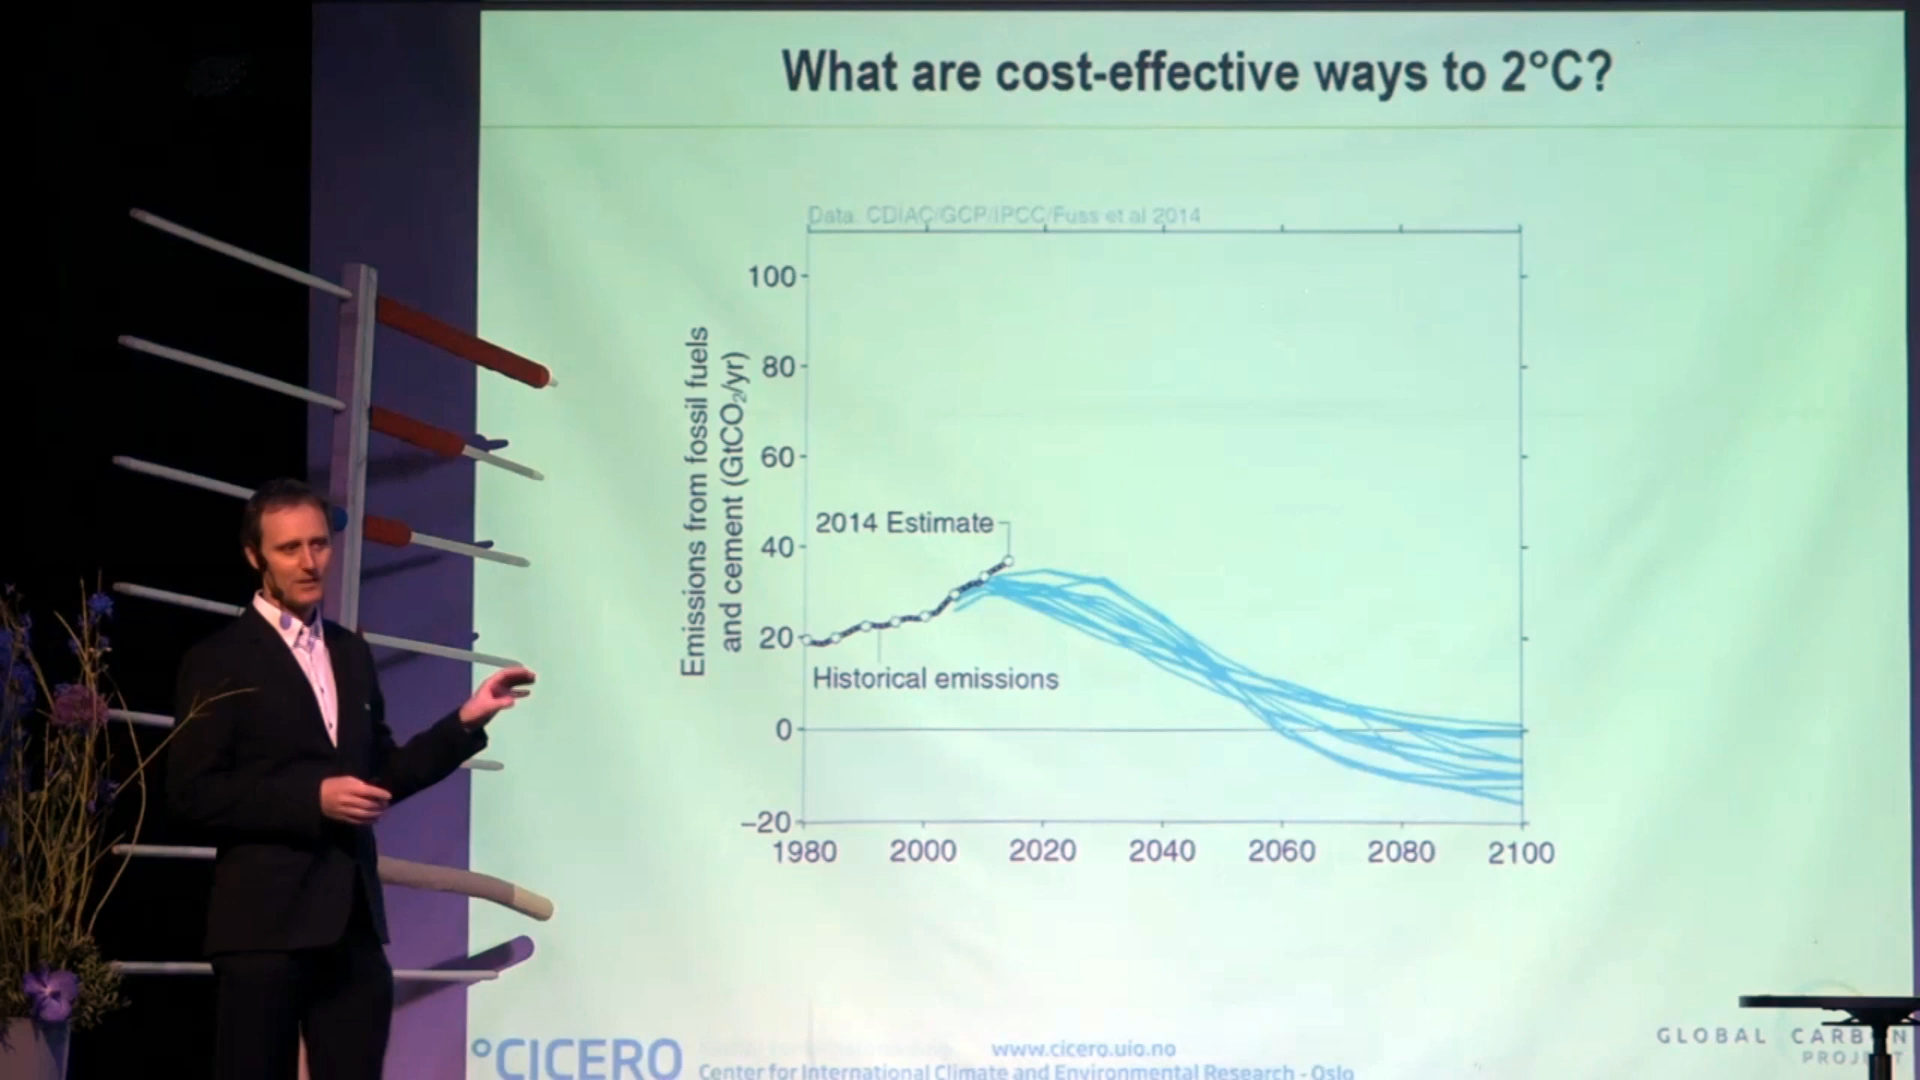 What are cost-effective ways to 2°C?
Data: CDIAC/GCP/IPCC/Fuss et al 2014
100
80
60
40
20
0
−20
Emissions from fossil fuels
and cement (GtCO₂/yr)
2014 Estimate
Historical emissions
1980 2000 2020 2040 2060 2080 2100
°CICERO
www.cicero.uio.no
Center for International Climate and Environmental Research - Oslo
GLOBAL